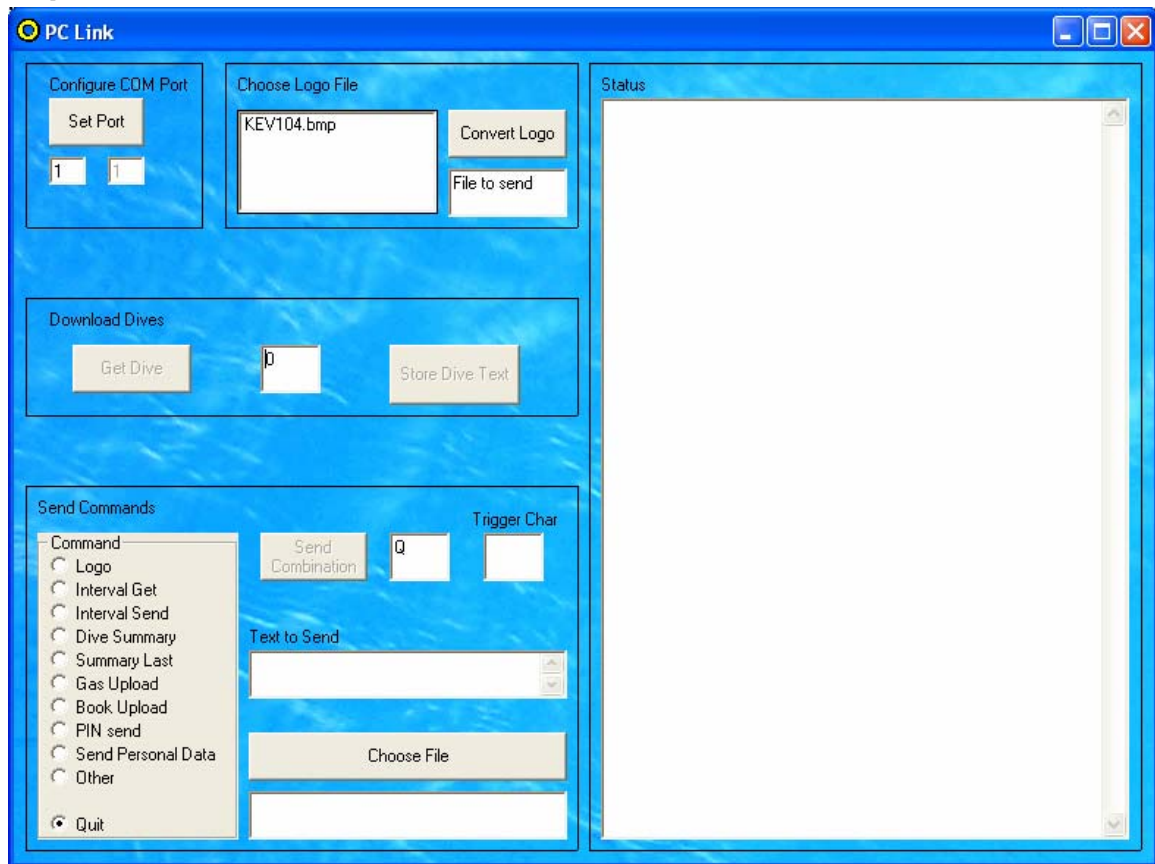 PC Link
Configure COM Port
Set Port
1
1
Choose Logo File
KEV104.bmp
Convert Logo
File to send
Status
Download Dives
Get Dive
0
Store Dive Text
Send Commands
Command
Logo
Interval Get
Interval Send
Dive Summary
Summary Last
Gas Upload
Book Upload
PIN send
Send Personal Data
Other
Quit
Send
Combination
Q
Trigger Char
Text to Send
Choose File